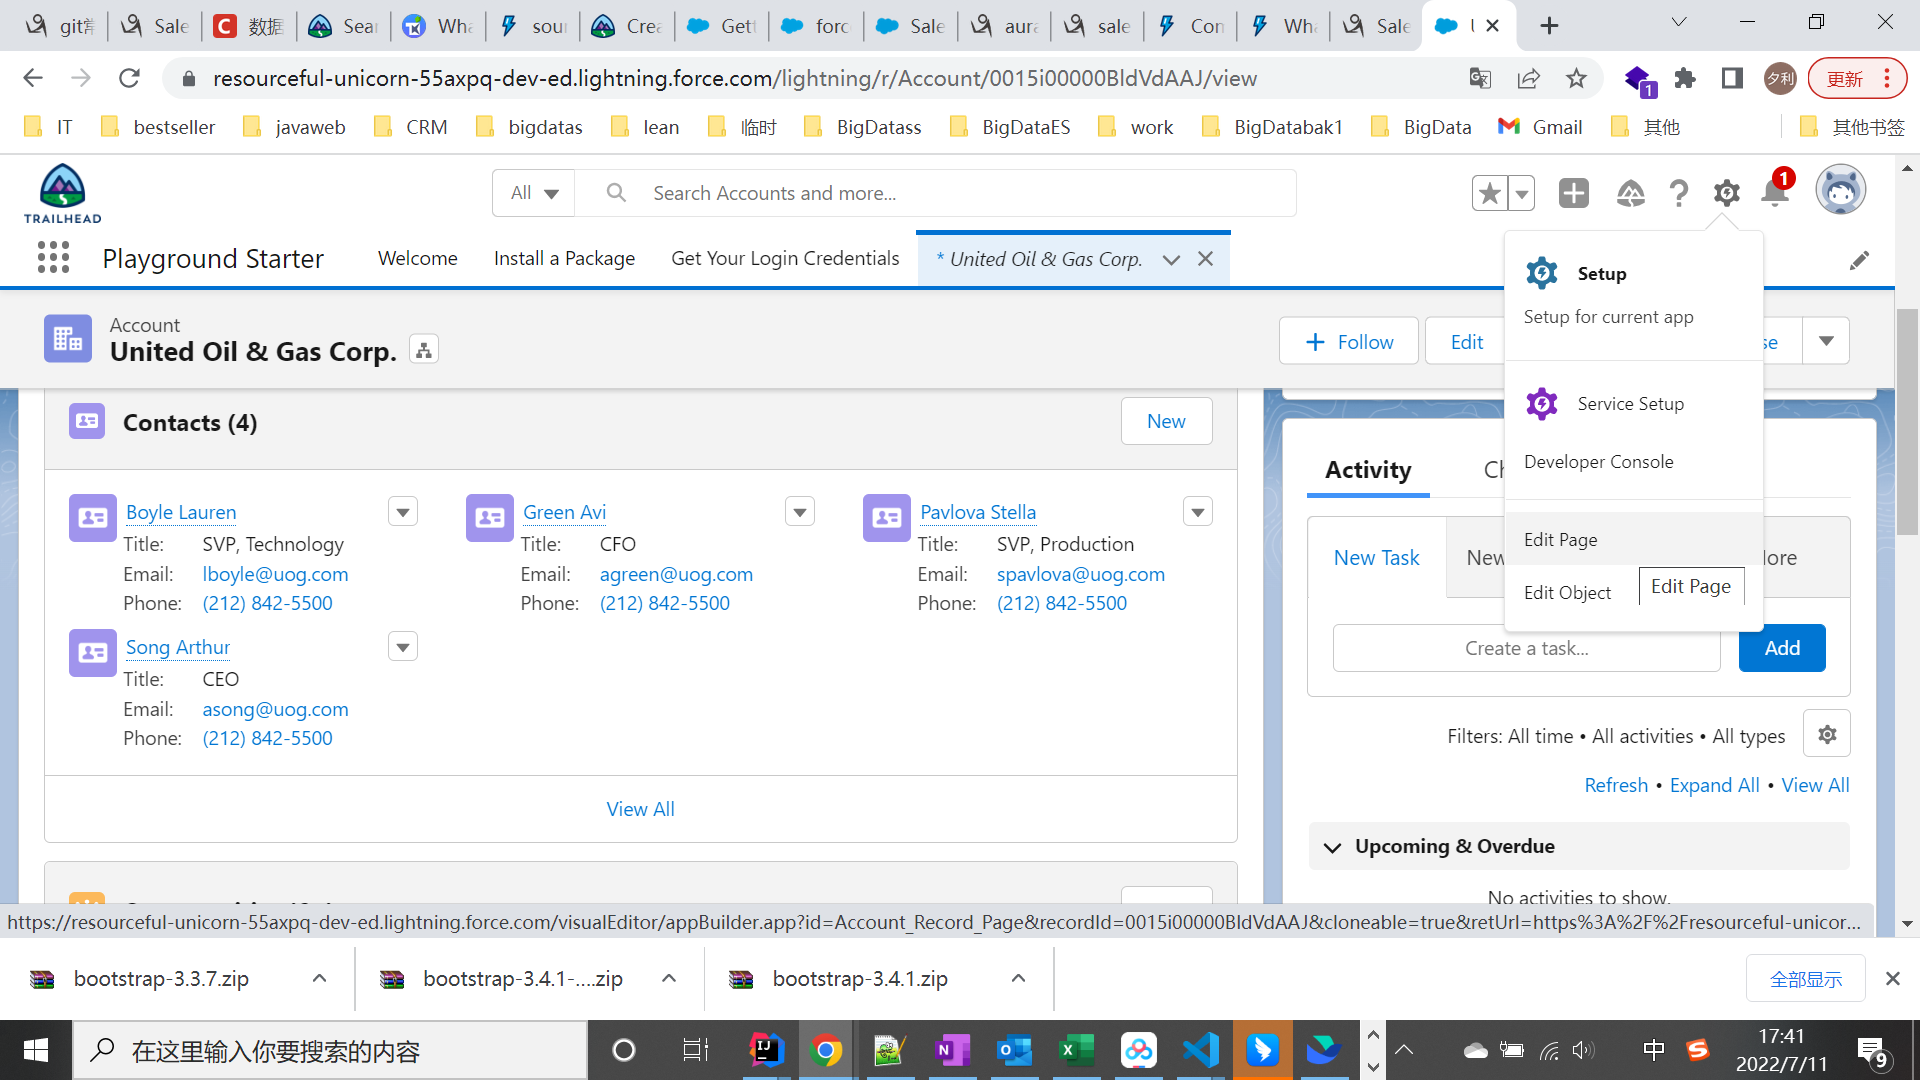 git常
Sale
数据
Sear
Wha
sour
Crea
Gett
forc
Sale
aura
sale
Con
Wha
Sale
resourceful-unicorn-55axpq-dev-ed.lightning.force.com/lightning/r/Account/0015i00000BldVdAAJ/view
1
夕利
更新
IT
bestseller
javaweb
CRM
bigdatas
lean
临时
BigDatass
BigDataES
work
BigDatabak1
BigData
Gmail
其他
其他书签
TRAILHEAD
All
Search Accounts and more...
1
Playground Starter
Welcome
Install a Package
Get Your Login Credentials
* United Oil & Gas Corp.
Setup
Setup for current app
Service Setup
Developer Console
Edit Page
Edit Object
Edit Page
Account
United Oil & Gas Corp.
Follow
Edit
se
Contacts (4)
New
Boyle Lauren
Title: SVP, Technology
Email: lboyle@uog.com
Phone: (212) 842-5500
Green Avi
Title: CFO
Email: agreen@uog.com
Phone: (212) 842-5500
Pavlova Stella
Title: SVP, Production
Email: spavlova@uog.com
Phone: (212) 842-5500
Song Arthur
Title: CEO
Email: asong@uog.com
Phone: (212) 842-5500
View All
Activity
Ch
New Task
New
ore
Create a task...
Add
Filters: All time • All activities • All types
Refresh • Expand All • View All
Upcoming & Overdue
No activities to show.
https://resourceful-unicorn-55axpq-dev-ed.lightning.force.com/visualEditor/appBuilder.app?id=Account_Record_Page&recordId=0015i00000BldVdAAJ&cloneable=true&retUrl=https%3A%2F%2Fresourceful-unicor...
bootstrap-3.3.7.zip
bootstrap-3.4.1-....zip
bootstrap-3.4.1.zip
全部显示
在这里输入你要搜索的内容
中
17:41
2022/7/11
9